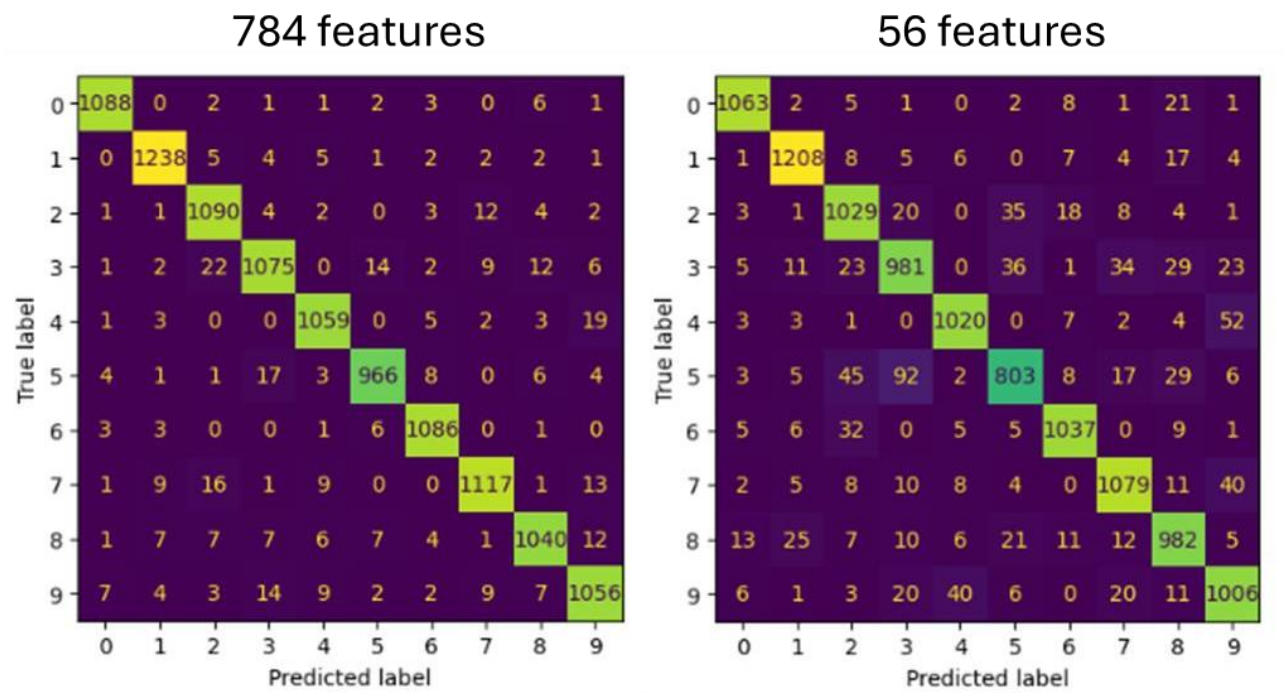 784 features
56 features
True label
0 1088 0 2 1 1 2 3 0 6 1
1 0 1238 5 4 5 1 2 2 2 1
2 1 1 1090 4 2 0 3 12 4 2
3 1 2 22 1075 0 14 2 9 12 6
4 1 3 0 0 1059 0 5 2 3 19
5 4 1 1 17 3 966 8 0 6 4
6 3 3 0 0 1 6 1086 0 1 0
7 1 9 16 1 9 0 0 1117 1 13
8 1 7 7 7 6 7 4 1 1040 12
9 7 4 3 14 9 2 2 9 7 1056
0 1 2 3 4 5 6 7 8 9
Predicted label
True label
0 1063 2 5 1 0 2 8 1 21 1
1 1 1208 8 5 6 0 7 4 17 4
2 3 1 1029 20 0 35 18 8 4 1
3 5 11 23 981 0 36 1 34 29 23
4 3 3 1 0 1020 0 7 2 4 52
5 3 5 45 92 2 803 8 17 29 6
6 5 6 32 0 5 5 1037 0 9 1
7 2 5 8 10 8 4 0 1079 11 40
8 13 25 7 10 6 21 11 12 982 5
9 6 1 3 20 40 6 0 20 11 1006
0 1 2 3 4 5 6 7 8 9
Predicted label